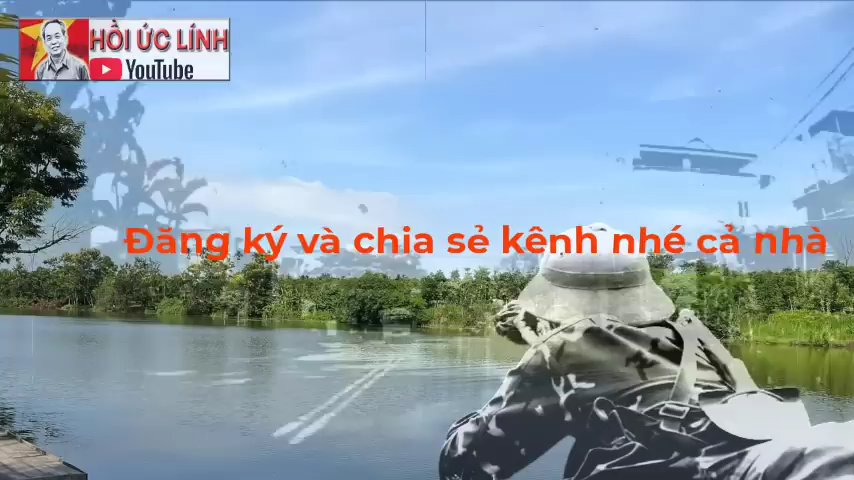 HỒI ỨC LÍNH
YouTube
Đăng ký và chia sẻ kênh nhé cả nhà